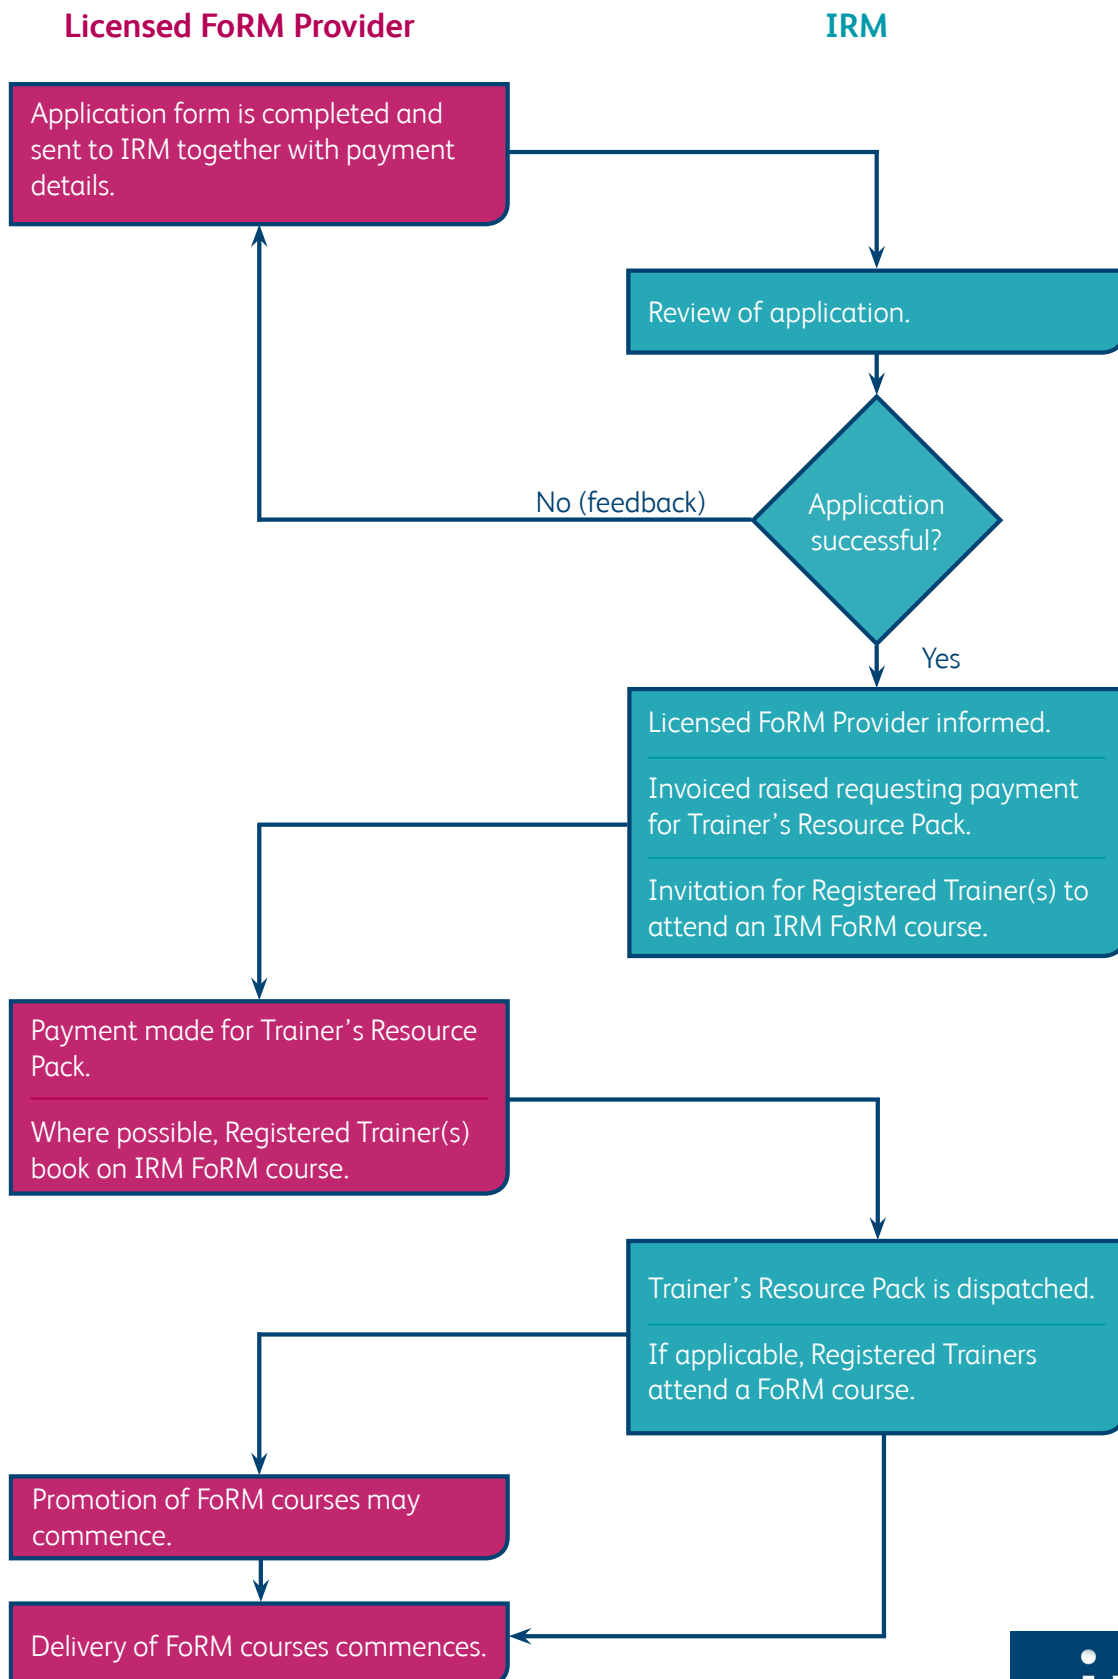 Licensed FoRM Provider
IRM
Application form is completed and
sent to IRM together with payment
details.
Review of application.
Application
successful?
No (feedback)
Yes
Licensed FoRM Provider informed.
Invoiced raised requesting payment
for Trainer’s Resource Pack.
Invitation for Registered Trainer(s) to
attend an IRM FoRM course.
Payment made for Trainer’s Resource
Pack.
Where possible, Registered Trainer(s)
book on IRM FoRM course.
Trainer’s Resource Pack is dispatched.
If applicable, Registered Trainers
attend a FoRM course.
Promotion of FoRM courses may
commence.
Delivery of FoRM courses commences.